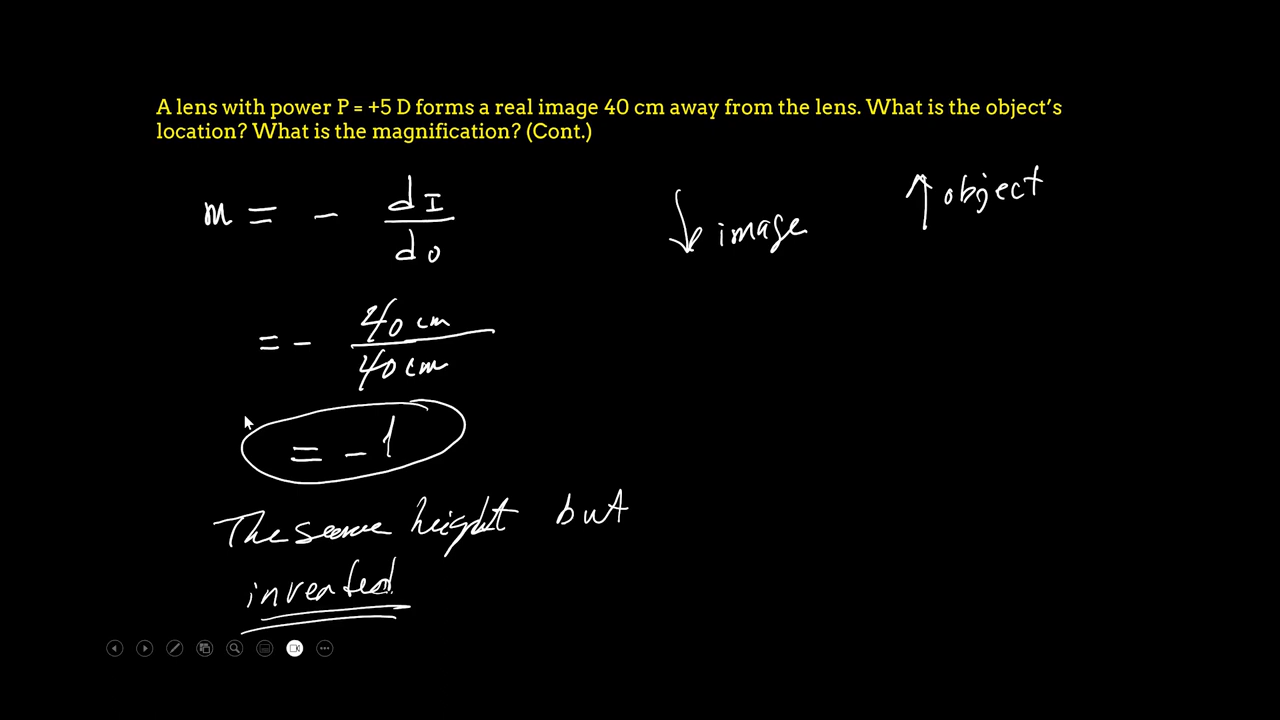 A lens with power P = +5 D forms a real image 40 cm away from the lens. What is the object's
location? What is the magnification? (Cont.)
m = - dI / do
↓ image
↑ object
= - 40 cm / 40 cm
= -1
The same height but
inverted